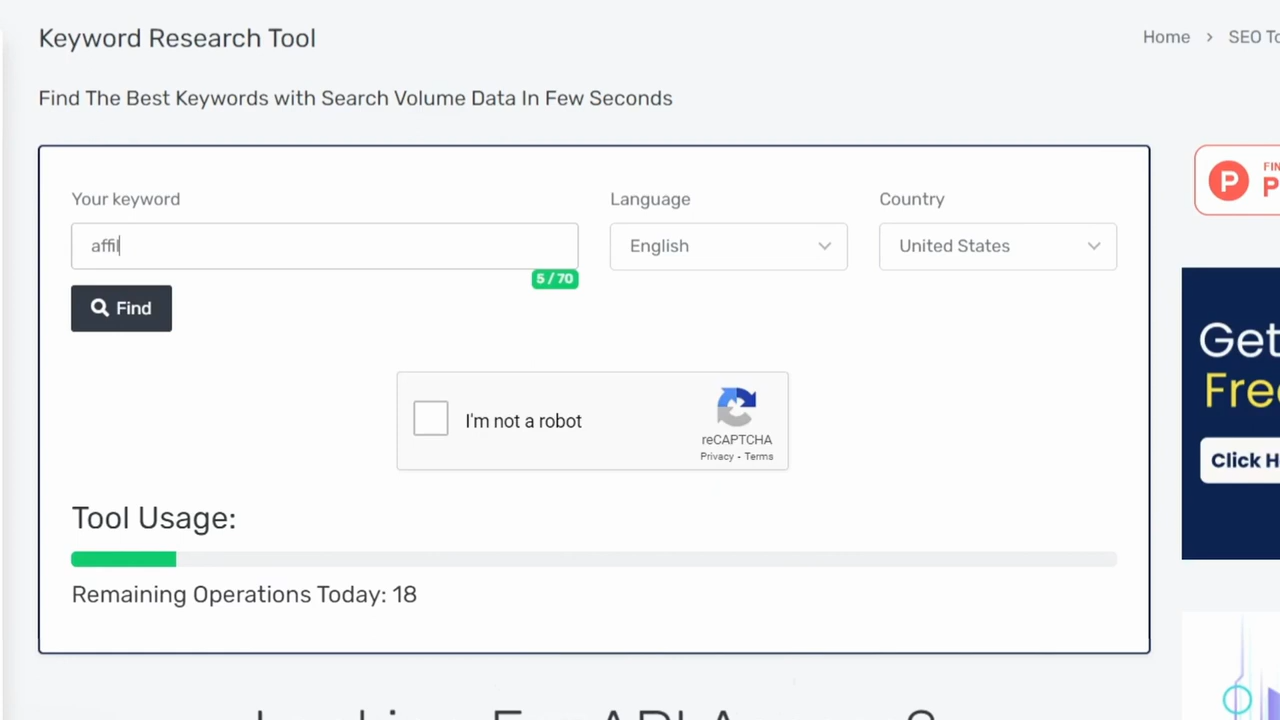 Keyword Research Tool
Home > SEO To
Find The Best Keywords with Search Volume Data In Few Seconds
Your keyword
Language
Country
affil
English
United States
5 / 70
Find
I'm not a robot
reCAPTCHA
Privacy - Terms
Tool Usage:
Remaining Operations Today: 18
P
FIN
P
Get
Free
Click H